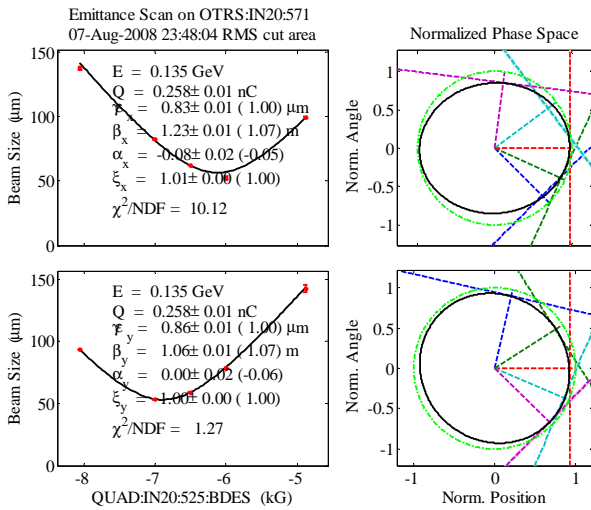 Emittance Scan on OTRS:IN20:571
07-Aug-2008 23:48:04 RMS cut area
Normalized Phase Space
150
100
50
0
Beam Size (μm)
E = 0.135 GeV
Q = 0.258± 0.01 nC
x = 0.83± 0.01 ( 1.00) μm
βx = 1.23± 0.01 ( 1.07) m
αx = -0.08± 0.02 (-0.05)
ξx = 1.01± 0.00 ( 1.00)
χ²/NDF = 10.12
1
0.5
0
-0.5
-1
Norm. Angle
150
100
50
0
Beam Size (μm)
E = 0.135 GeV
Q = 0.258± 0.01 nC
y = 0.86± 0.01 ( 1.00) μm
βy = 1.06± 0.01 ( 1.07) m
αy = 0.00± 0.02 (-0.06)
ξy = 1.00± 0.00 ( 1.00)
χ²/NDF = 1.27
-8 -7 -6 -5
QUAD:IN20:525:BDES (kG)
1
0.5
0
-0.5
-1
Norm. Angle
-1 0 1
Norm. Position